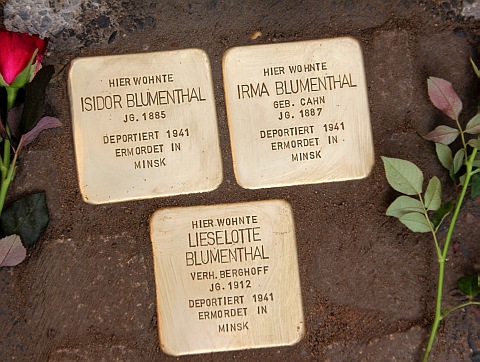 HIER WOHNTE
ISIDOR BLUMENTHAL
JG. 1885
DEPORTIERT 1941
ERMORDET IN
MINSK
HIER WOHNTE
IRMA BLUMENTHAL
GEB. CAHN
JG. 1887
DEPORTIERT 1941
ERMORDET IN
MINSK
HIER WOHNTE
LIESELOTTE
BLUMENTHAL
VERH. BERGHOFF
JG. 1912
DEPORTIERT 1941
ERMORDET IN
MINSK